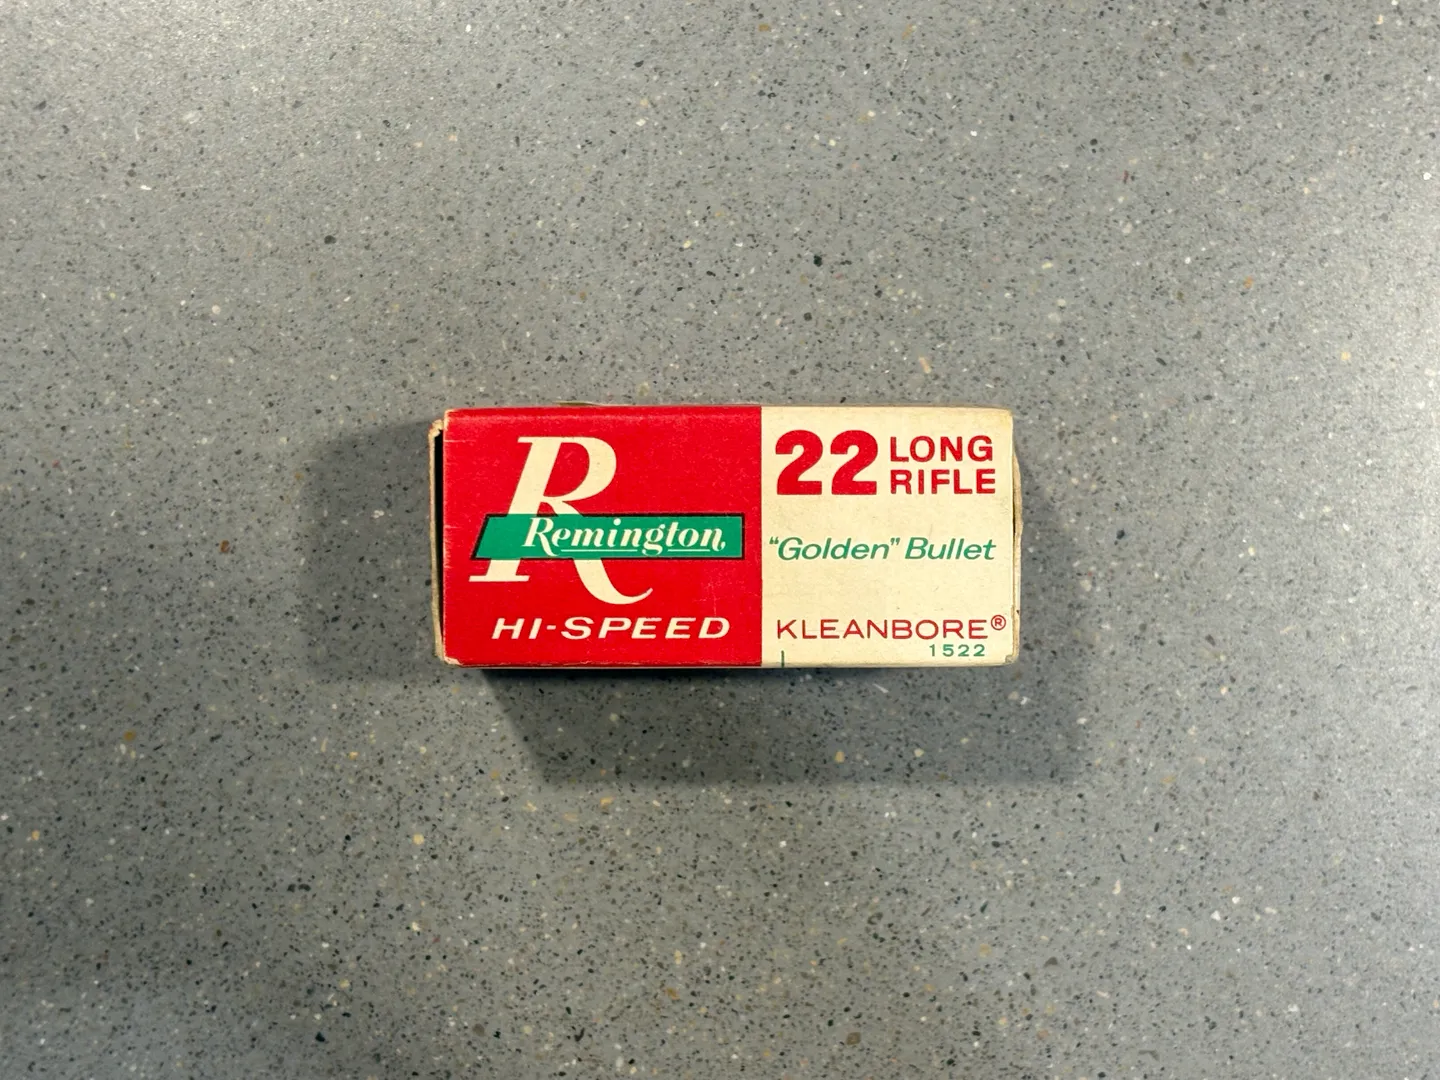 R
Remington
HI-SPEED
22 LONG
RIFLE
"Golden" Bullet
KLEANBORE®
1522